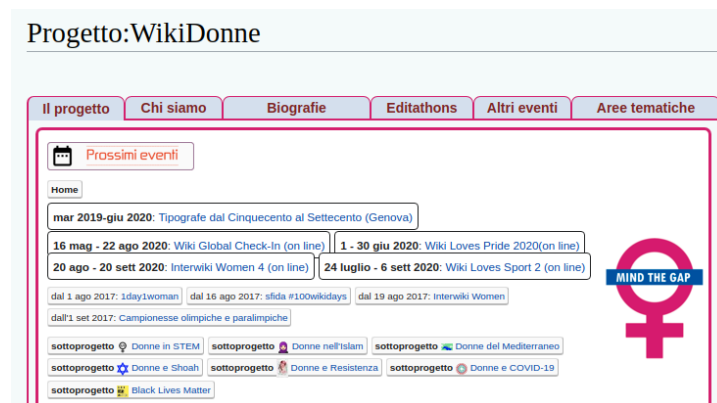 Progetto:WikiDonne
Il progetto Chi siamo Biografie Editathons Altri eventi Aree tematiche
Prossimi eventi
Home
mar 2019-giu 2020: Tipografe dal Cinquecento al Settecento (Genova)
16 mag - 22 ago 2020: Wiki Global Check-In (on line) 1 - 30 giu 2020: Wiki Loves Pride 2020(on line)
20 ago - 20 sett 2020: Interwiki Women 4 (on line) 24 luglio - 6 sett 2020: Wiki Loves Sport 2 (on line)
MIND THE GAP
dal 1 ago 2017: 1day1woman dal 16 ago 2017: sfida #100wikidays dal 19 ago 2017: Interwiki Women
dall'1 set 2017: Campionesse olimpiche e paralimpiche
sottoprogetto Donne in STEM sottoprogetto Donne nell'Islam sottoprogetto Donne del Mediterraneo
sottoprogetto Donne e Shoah sottoprogetto Donne e Resistenza sottoprogetto Donne e COVID-19
sottoprogetto Black Lives Matter